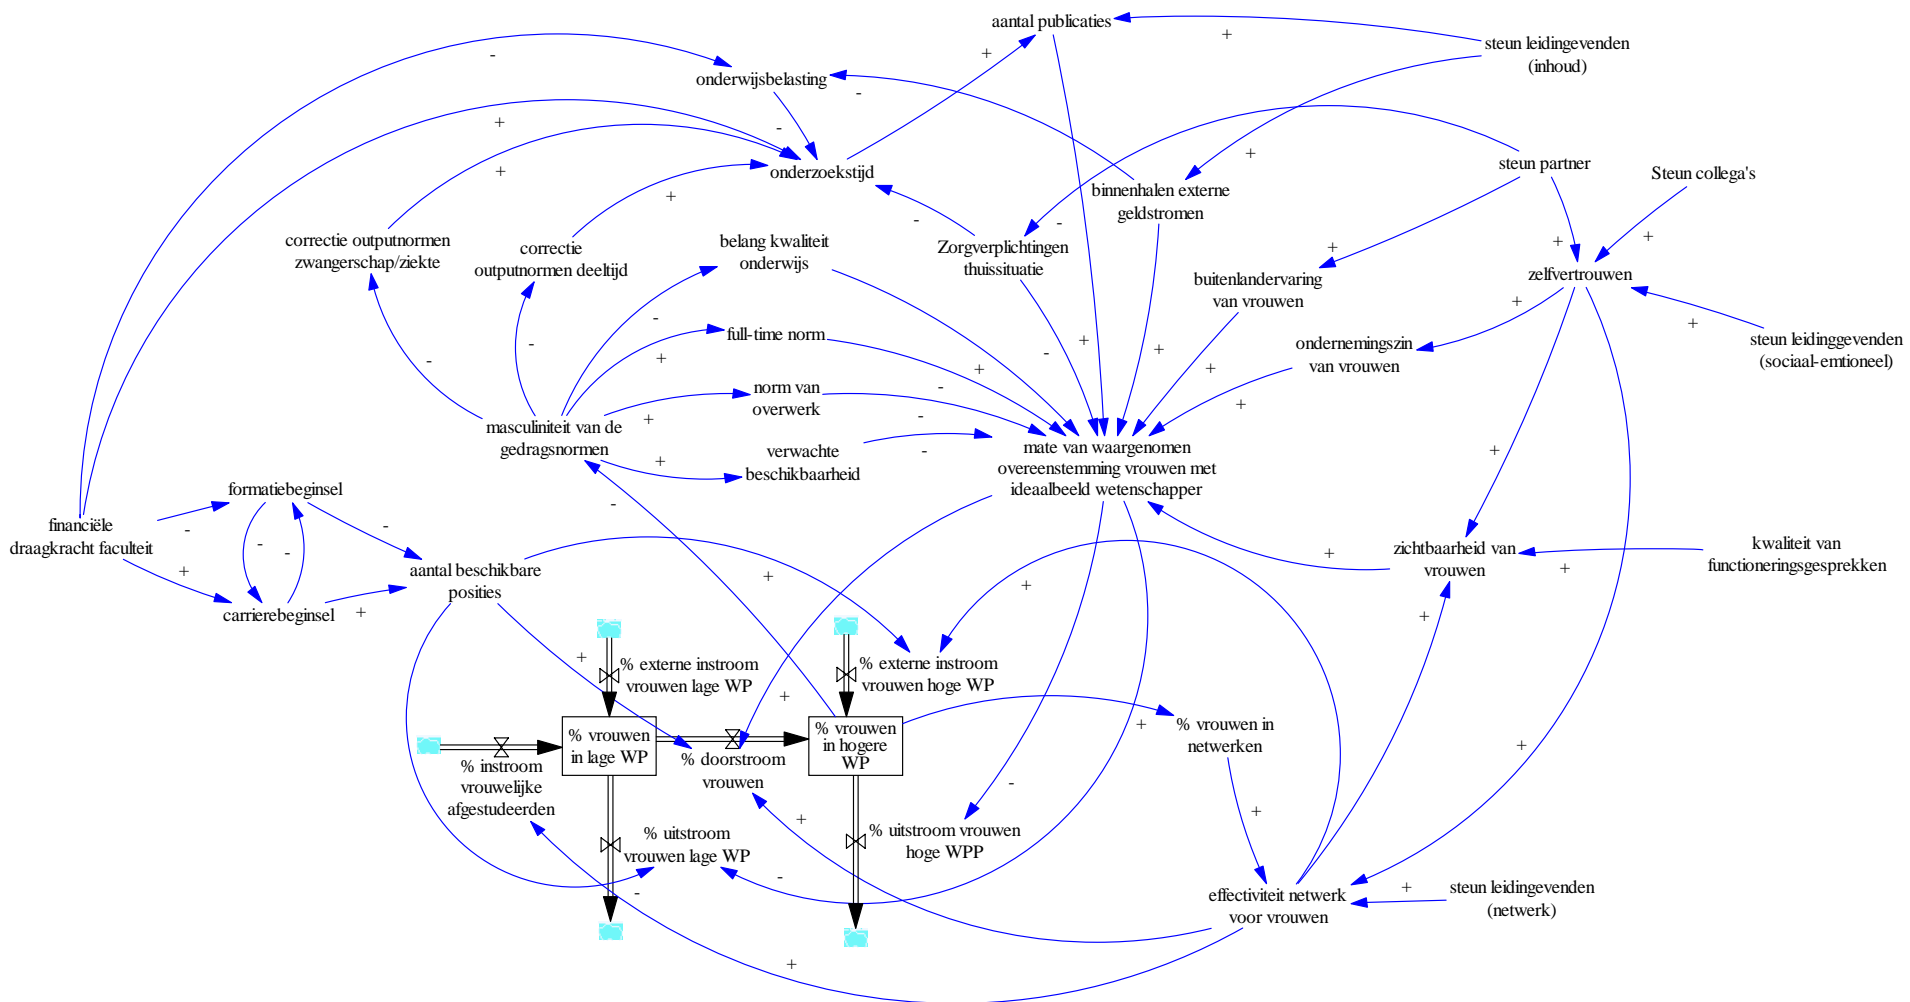 aantal publicaties
steun leidingevenden
(inhoud)
onderwijsbelasting
onderzoekstijd
steun partner
Steun collega's
binnenhalen externe
geldstromen
correctie outputnormen
zwangerschap/ziekte
correctie
outputnormen deeltijd
belang kwaliteit
onderwijs
Zorgverplichtingen
thuissituatie
buitenlandervaring
van vrouwen
zelfvertrouwen
full-time norm
ondernemingszin
van vrouwen
steun leidinggevenden
(sociaal-emtioneel)
norm van
overwerk
masculiniteit van de
gedragsnormen
verwachte
beschikbaarheid
mate van waargenomen
overeenstemming vrouwen met
ideaalbeeld wetenschapper
formatiebeginsel
financiële
draagkracht faculteit
aantal beschikbare
posities
carrierebeginsel
zichtbaarheid van
vrouwen
kwaliteit van
functioneringsgesprekken
% externe instroom
vrouwen lage WP
% externe instroom
vrouwen hoge WP
% vrouwen
in lage WP
% vrouwen
in hogere
WP
% vrouwen in
netwerken
% instroom
vrouwelijke
afgestudeerden
% doorstroom
vrouwen
% uitstroom
vrouwen lage WP
% uitstroom vrouwen
hoge WPP
effectiviteit netwerk
voor vrouwen
steun leidingevenden
(netwerk)